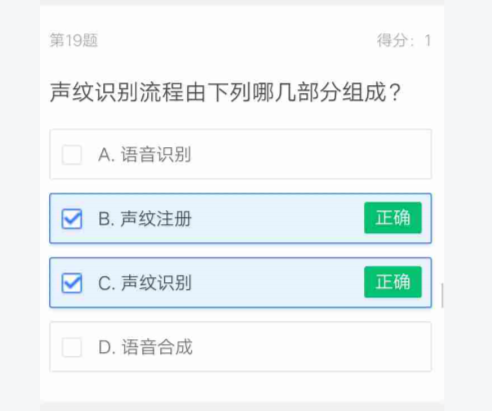 第19题 得分：1
声纹识别流程由下列哪几部分组成？
A. 语音识别
B. 声纹注册 正确
C. 声纹识别 正确
D. 语音合成